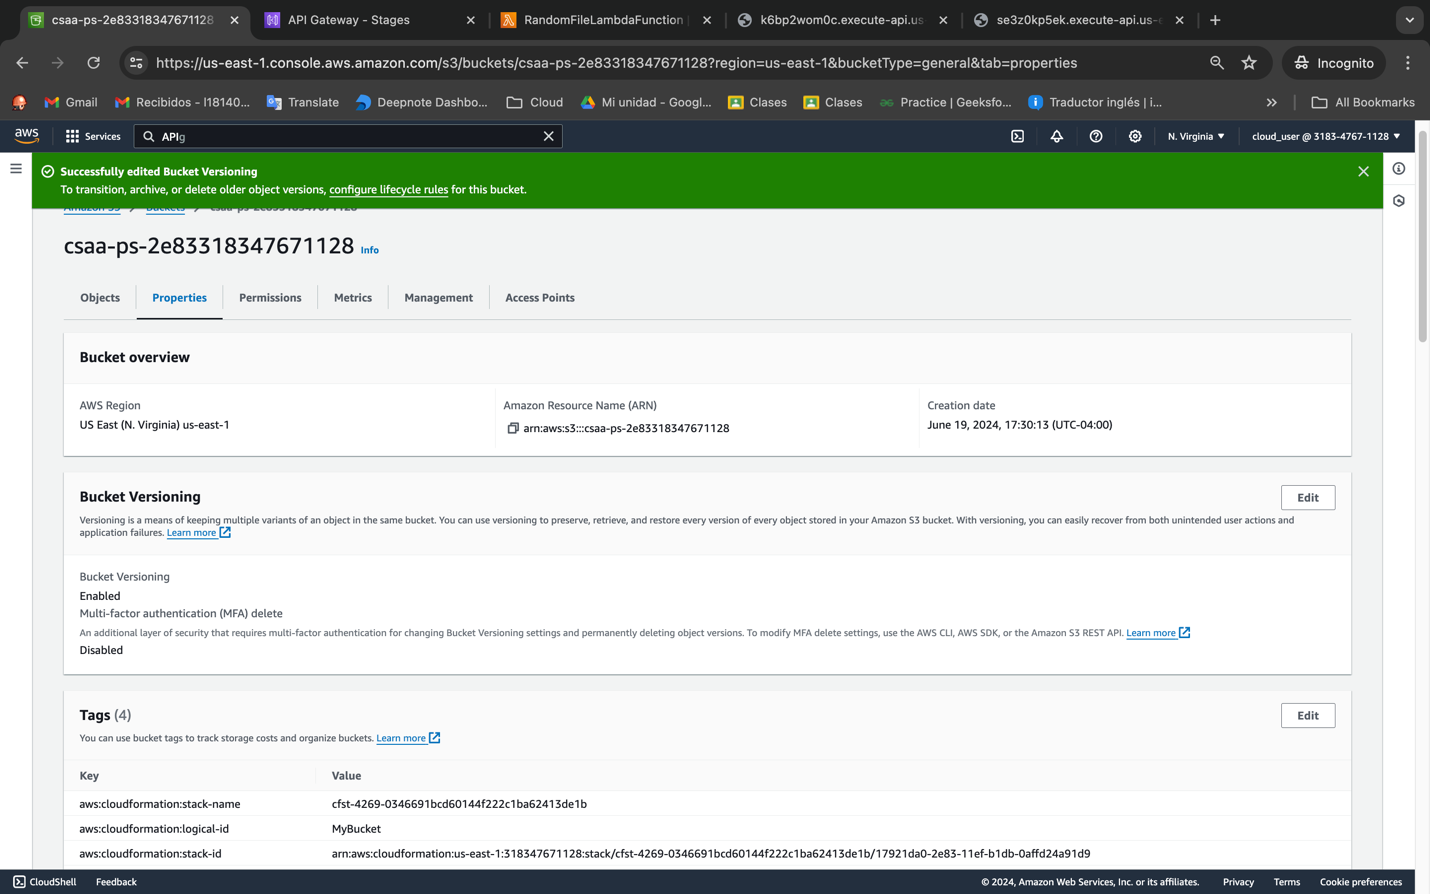 csaa-ps-2e83318347671128
API Gateway - Stages
RandomFileLambdaFunction
k6bp2wom0c.execute-api.us-
se3z0kp5ek.execute-api.us-e
https://us-east-1.console.aws.amazon.com/s3/buckets/csaa-ps-2e83318347671128?region=us-east-1&bucketType=general&tab=properties
Incognito
Gmail
Recibidos - l18140...
Translate
Deepnote Dashbo...
Cloud
Mi unidad - Googl...
Clases
Clases
Practice | Geeksfo...
Traductor inglés | i...
All Bookmarks
aws
Services
APIg
N. Virginia
cloud_user @ 3183-4767-1128
Successfully edited Bucket Versioning
To transition, archive, or delete older object versions, configure lifecycle rules for this bucket.
Amazon S3 > Buckets > csaa-ps-2e83318347671128
csaa-ps-2e83318347671128 Info
Objects
Properties
Permissions
Metrics
Management
Access Points
Bucket overview
AWS Region
US East (N. Virginia) us-east-1
Amazon Resource Name (ARN)
arn:aws:s3:::csaa-ps-2e83318347671128
Creation date
June 19, 2024, 17:30:13 (UTC-04:00)
Bucket Versioning
Edit
Versioning is a means of keeping multiple variants of an object in the same bucket. You can use versioning to preserve, retrieve, and restore every version of every object stored in your Amazon S3 bucket. With versioning, you can easily recover from both unintended user actions and
application failures. Learn more
Bucket Versioning
Enabled
Multi-factor authentication (MFA) delete
An additional layer of security that requires multi-factor authentication for changing Bucket Versioning settings and permanently deleting object versions. To modify MFA delete settings, use the AWS CLI, AWS SDK, or the Amazon S3 REST API. Learn more
Disabled
Tags (4)
Edit
You can use bucket tags to track storage costs and organize buckets. Learn more
Key
Value
aws:cloudformation:stack-name
cfst-4269-0346691bcd60144f222c1ba62413de1b
aws:cloudformation:logical-id
MyBucket
aws:cloudformation:stack-id
arn:aws:cloudformation:us-east-1:318347671128:stack/cfst-4269-0346691bcd60144f222c1ba62413de1b/17921da0-2e83-11ef-b1db-0affd24a91d9
CloudShell
Feedback
© 2024, Amazon Web Services, Inc. or its affiliates.
Privacy
Terms
Cookie preferences